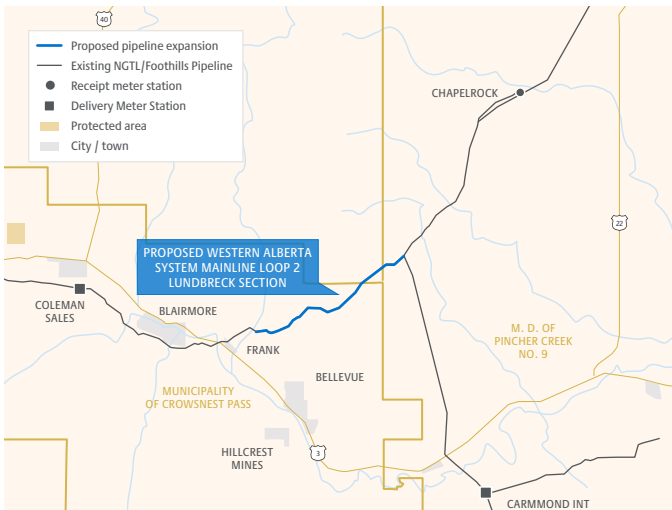 40
Proposed pipeline expansion
Existing NGTL/Foothills Pipeline
Receipt meter station
Delivery Meter Station
Protected area
City / town
CHAPELROCK
22
PROPOSED WESTERN ALBERTA
SYSTEM MAINLINE LOOP 2
LUNDBRECK SECTION
COLEMAN
SALES
BLAIRMORE
FRANK
M. D. OF
PINCHER CREEK
NO. 9
BELLEVUE
MUNICIPALITY
OF CROWSNEST PASS
HILLCREST
MINES
3
CARMMOND INT